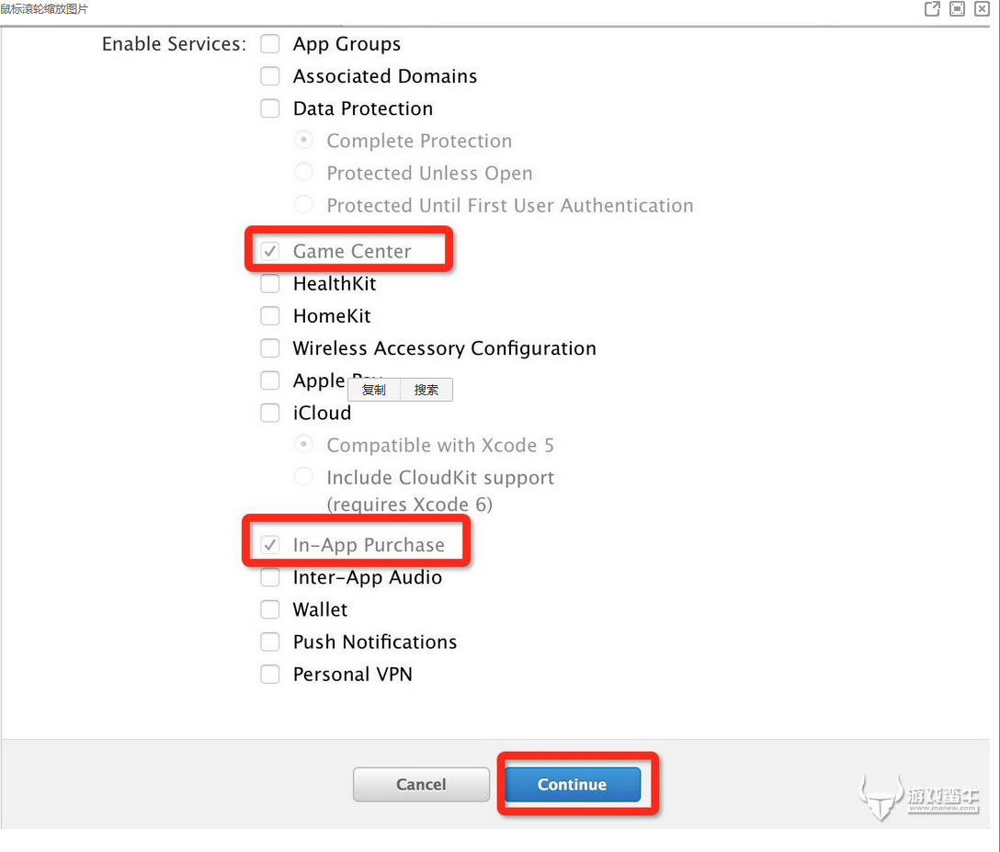 鼠标滚轮缩放图片
Enable Services: App Groups
Associated Domains
Data Protection
Complete Protection
Protected Unless Open
Protected Until First User Authentication
Game Center
HealthKit
HomeKit
Wireless Accessory Configuration
Apple
复制 搜索
iCloud
Compatible with Xcode 5
Include CloudKit support
(requires Xcode 6)
In-App Purchase
Inter-App Audio
Wallet
Push Notifications
Personal VPN
Cancel Continue
游戏蛮牛
www.manew.com